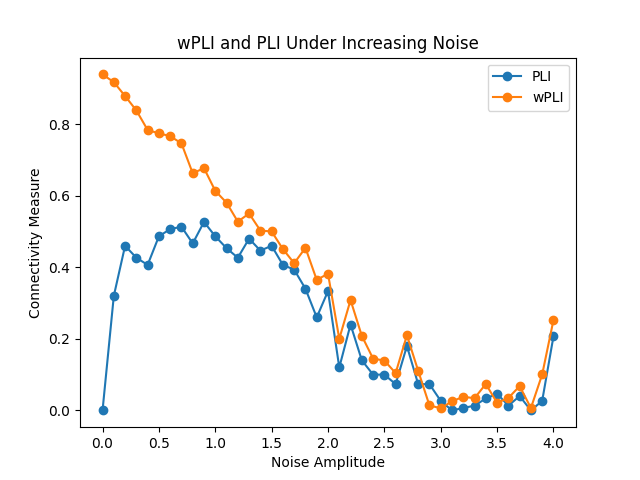 wPLI and PLI Under Increasing Noise
PLI
wPLI
Connectivity Measure
0.8
0.6
0.4
0.2
0.0
0.0 0.5 1.0 1.5 2.0 2.5 3.0 3.5 4.0
Noise Amplitude